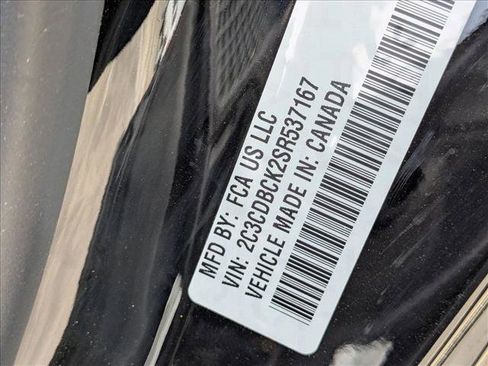 MFD BY: FCA US LLC
VIN: 2C3CDBCK2SR537167
VEHICLE MADE IN: CANADA